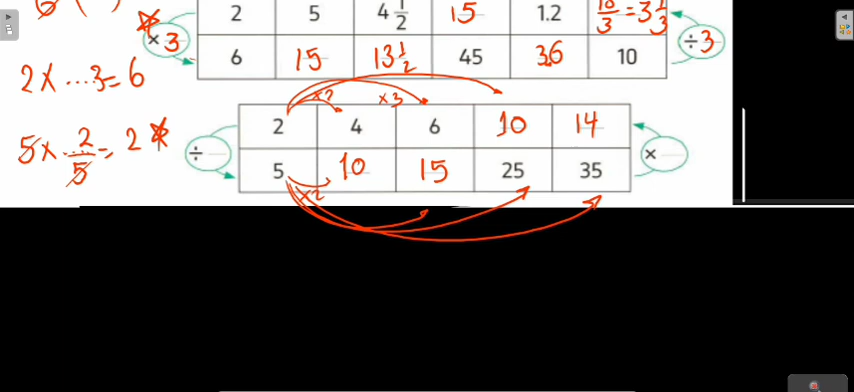 2 5 4 1/2 15 1.2 10/3 = 3 1/3
× 3 ÷ 3
6 15 13 1/2 45 3.6 10
2 × ...3 = 6
×2 ×3
2 4 6 10 14
5 × 2/5 = 2
÷ ×
5 10 15 25 35
×2